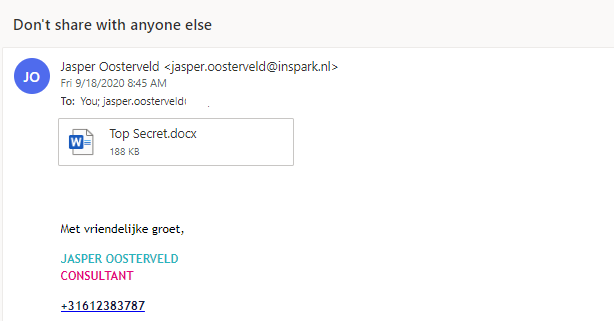 Don't share with anyone else
JO
Jasper Oosterveld <jasper.oosterveld@inspark.nl>
Fri 9/18/2020 8:45 AM
To: You; jasper.oosterveld
Top Secret.docx
188 KB
Met vriendelijke groet,
JASPER OOSTERVELD
CONSULTANT
+31612383787